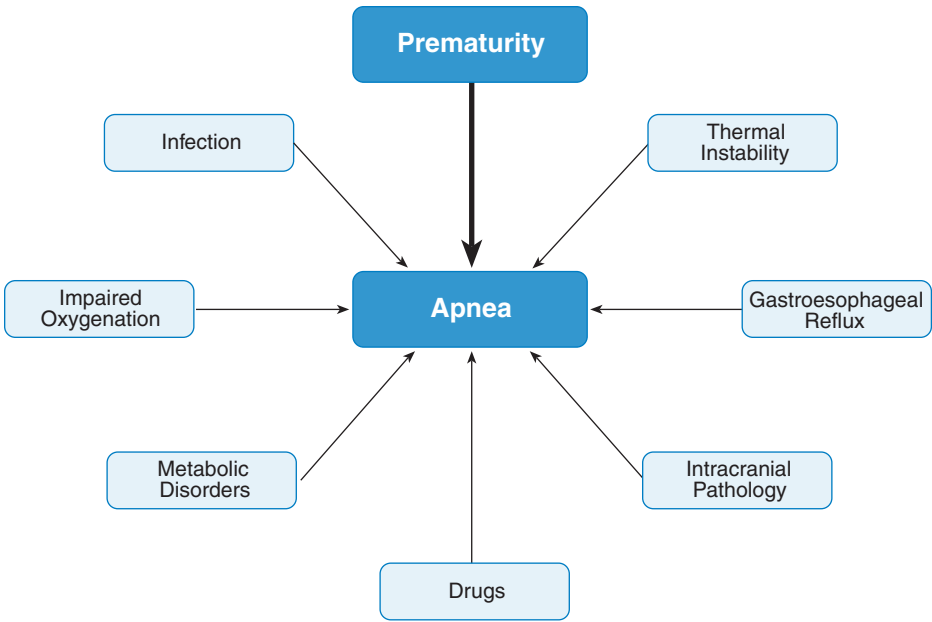 Prematurity
Infection
Thermal
Instability
Impaired
Oxygenation
Apnea
Gastroesophageal
Reflux
Metabolic
Disorders
Intracranial
Pathology
Drugs